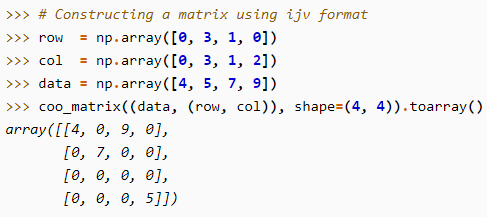 >>> # Constructing a matrix using ijv format
>>> row  = np.array([0, 3, 1, 0])
>>> col  = np.array([0, 3, 1, 2])
>>> data = np.array([4, 5, 7, 9])
>>> coo_matrix((data, (row, col)), shape=(4, 4)).toarray()
array([[4, 0, 9, 0],
       [0, 7, 0, 0],
       [0, 0, 0, 0],
       [0, 0, 0, 5]])